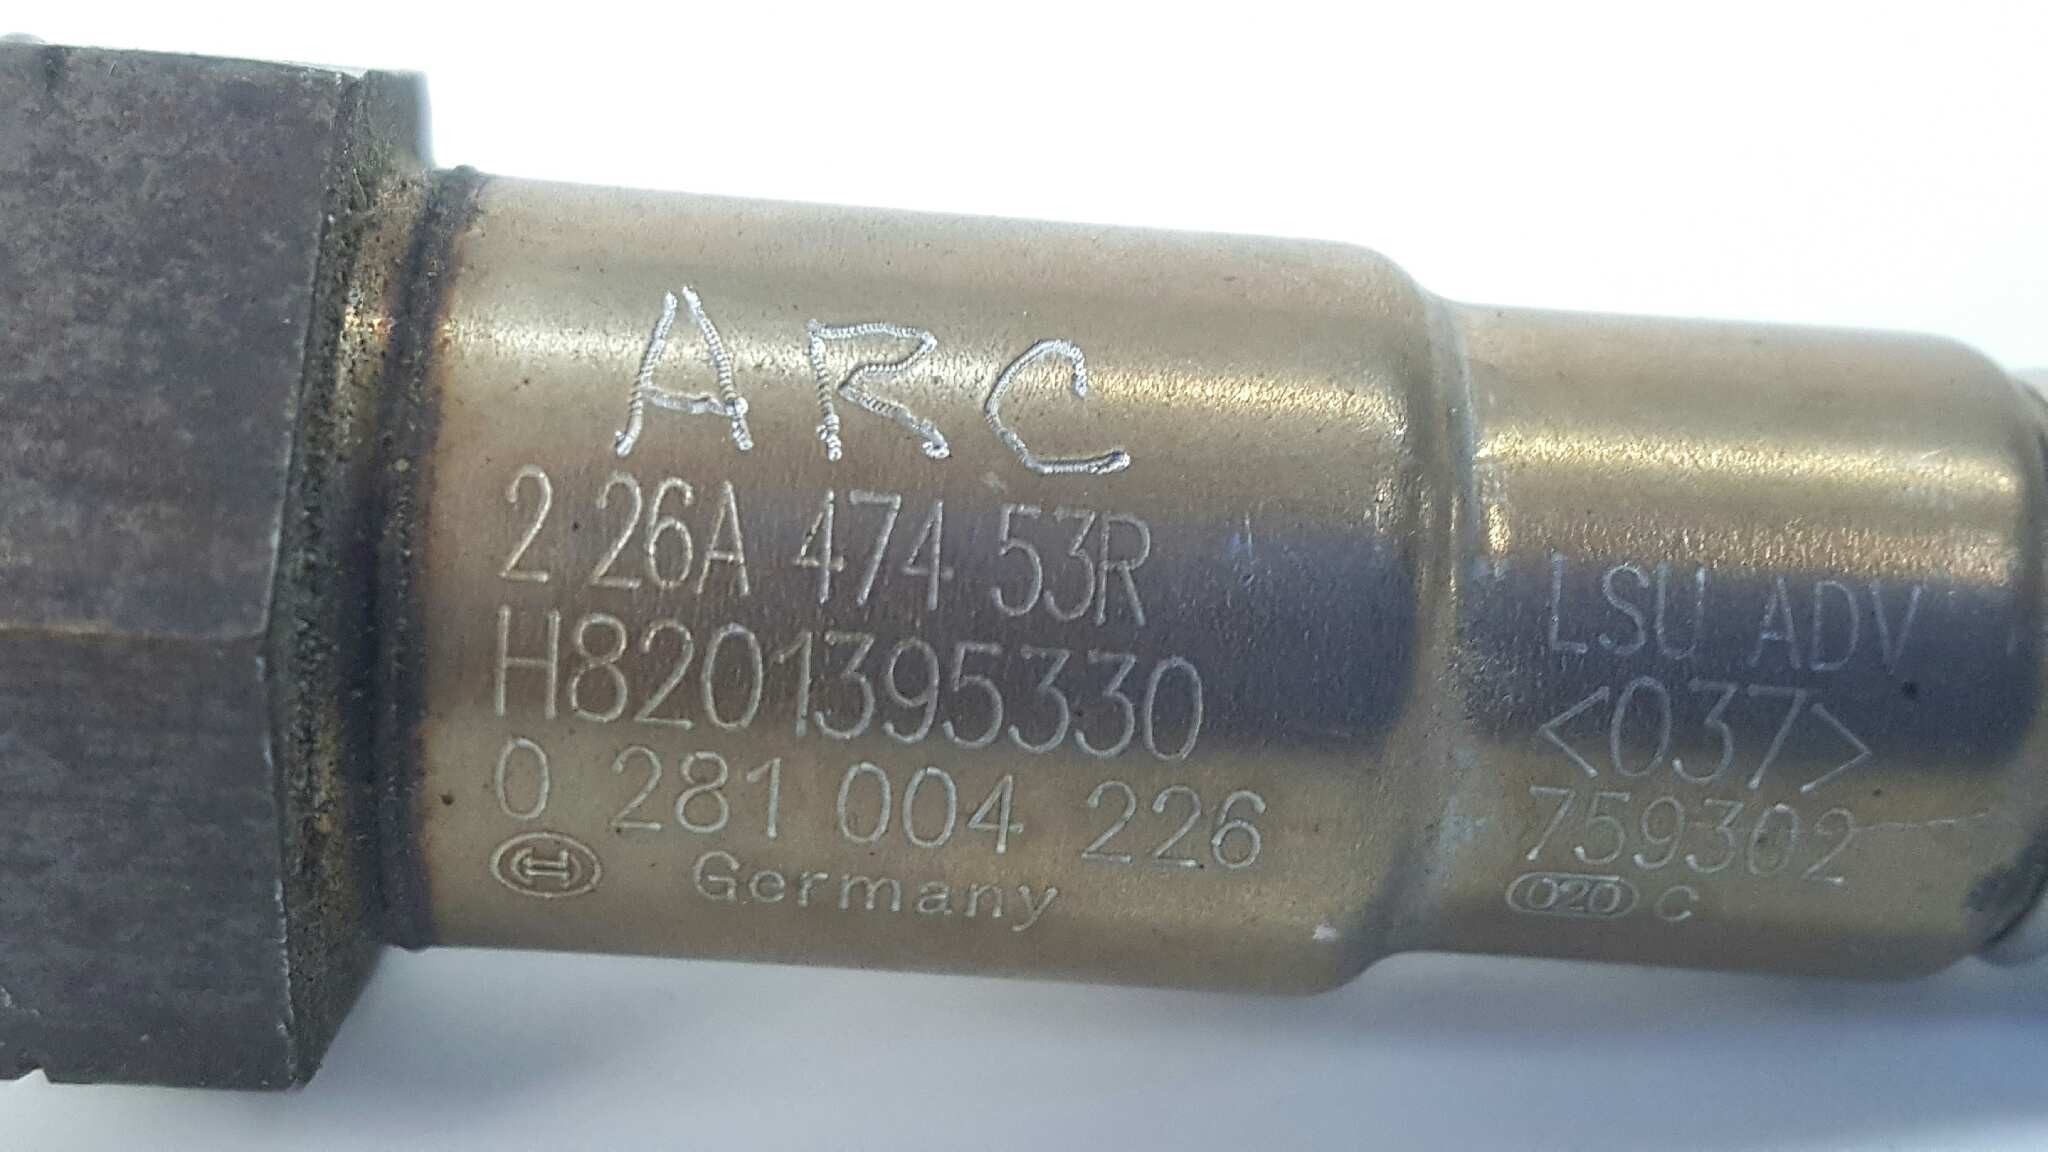 ARC
2 26A 474 53R
H8201395330
0 281 004 226
Germany
LSU ADV
<037>
759302
020 C